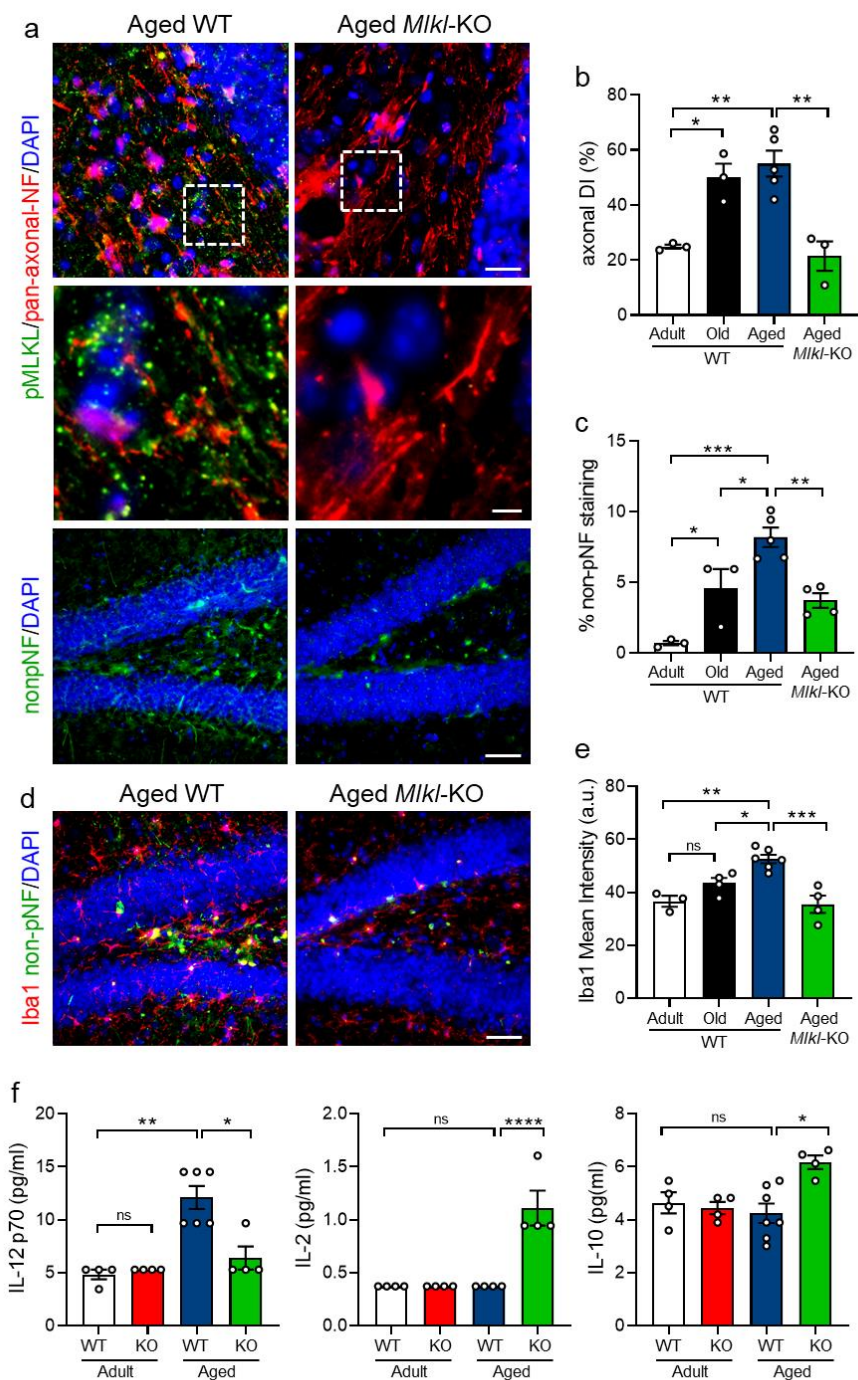 a
Aged WT
Aged Mlkl-KO
pMLKL/pan-axonal-NF/DAPI
nonpNF/DAPI
b
axonal DI (%)
80
60
40
20
0
** **
*
Adult Old Aged Aged
WT Mlkl-KO
c
% non-pNF staining
15
10
5
0
***
* **
*
Adult Old Aged Aged
WT Mlkl-KO
d
Aged WT
Aged Mlkl-KO
Iba1 non-pNF/DAPI
e
Iba1 Mean Intensity (a.u.)
80
60
40
20
0
**
* ***
ns
Adult Old Aged Aged
WT Mlkl-KO
f
IL-12 p70 (pg/ml)
20
15
10
5
0
** *
ns
WT KO WT KO
Adult Aged
IL-2 (pg/ml)
2.0
1.5
1.0
0.5
0.0
ns ****
WT KO WT KO
Adult Aged
IL-10 (pg(ml)
8
6
4
2
0
ns *
WT KO WT KO
Adult Aged